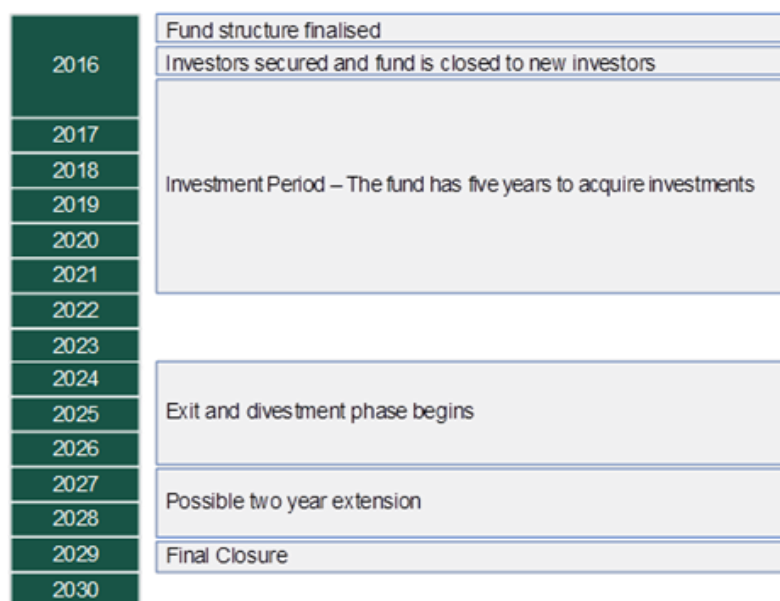 2016
Fund structure finalised
Investors secured and fund is closed to new investors
Investment Period – The fund has five years to acquire investments
2017
2018
2019
2020
2021
2022
2023
2024
2025
2026
Exit and divestment phase begins
2027
2028
Possible two year extension
2029
Final Closure
2030